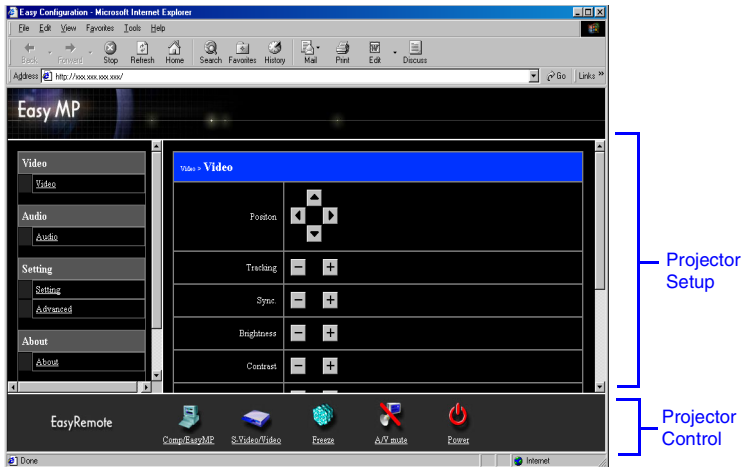 Easy Configuration - Microsoft Internet Explorer
File Edit View Favorites Tools Help
Back Forward Stop Refresh Home Search Favorites History Mail Print Edit Discuss
Address http://xxx.xxx.xxx.xxx/ Go Links »
Easy MP
Video
Video
Audio
Audio
Setting
Setting
Advanced
About
About
Video > Video
Positon
Tracking
Sync.
Brightness
Contrast
Projector
Setup
EasyRemote
Comp/EasyMP S-Video/Video Freeze A/V mute Power
Projector
Control
Done Internet